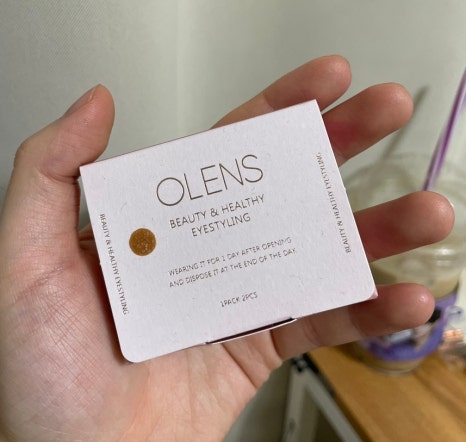 OLENS
BEAUTY & HEALTHY
EYESTYLING
WEARING IT FOR 1 DAY AFTER OPENING
AND DISPOSE IT AT THE END OF THE DAY.
1PACK 2PCS
BEAUTY & HEALTHY EYESTYLING
BEAUTY & HEALTHY EYESTYLING